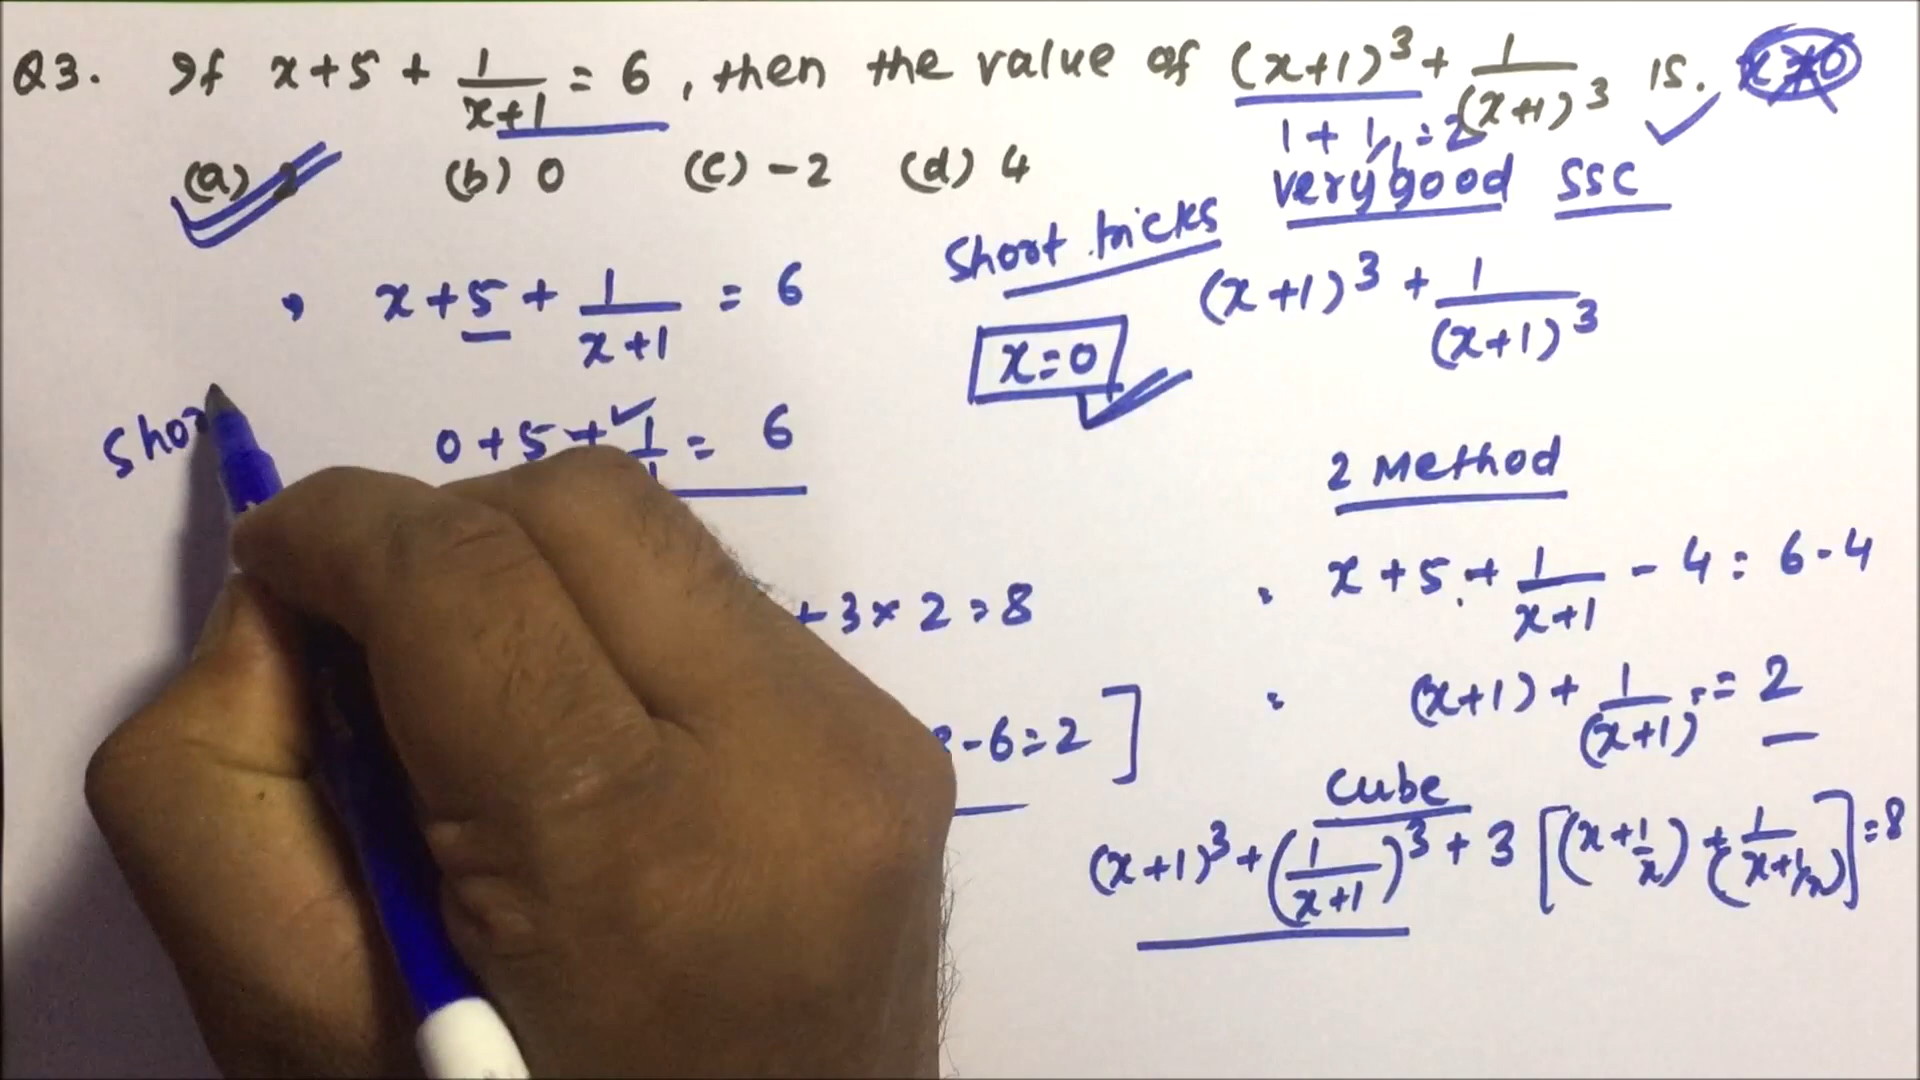 Q3. If x+5 + 1/(x+1) = 6, then the value of (x+1)³ + 1/(x+1)³ is.
1 + 1/1 = 2
(a) (b) 0 (c) -2 (d) 4
very good SSC
Short tricks
x+5 + 1/(x+1) = 6
(x+1)³ + 1/(x+1)³
x=0
Shor
0+5+ 1/1 = 6
2 Method
x+5+ 1/(x+1) - 4 = 6-4
+ 3×2=8
(x+1) + 1/(x+1) = 2
-6=2]
Cube
(x+1)³ + (1/(x+1))³ + 3[(x+1/x) + (1/(x+1/x))] = 8